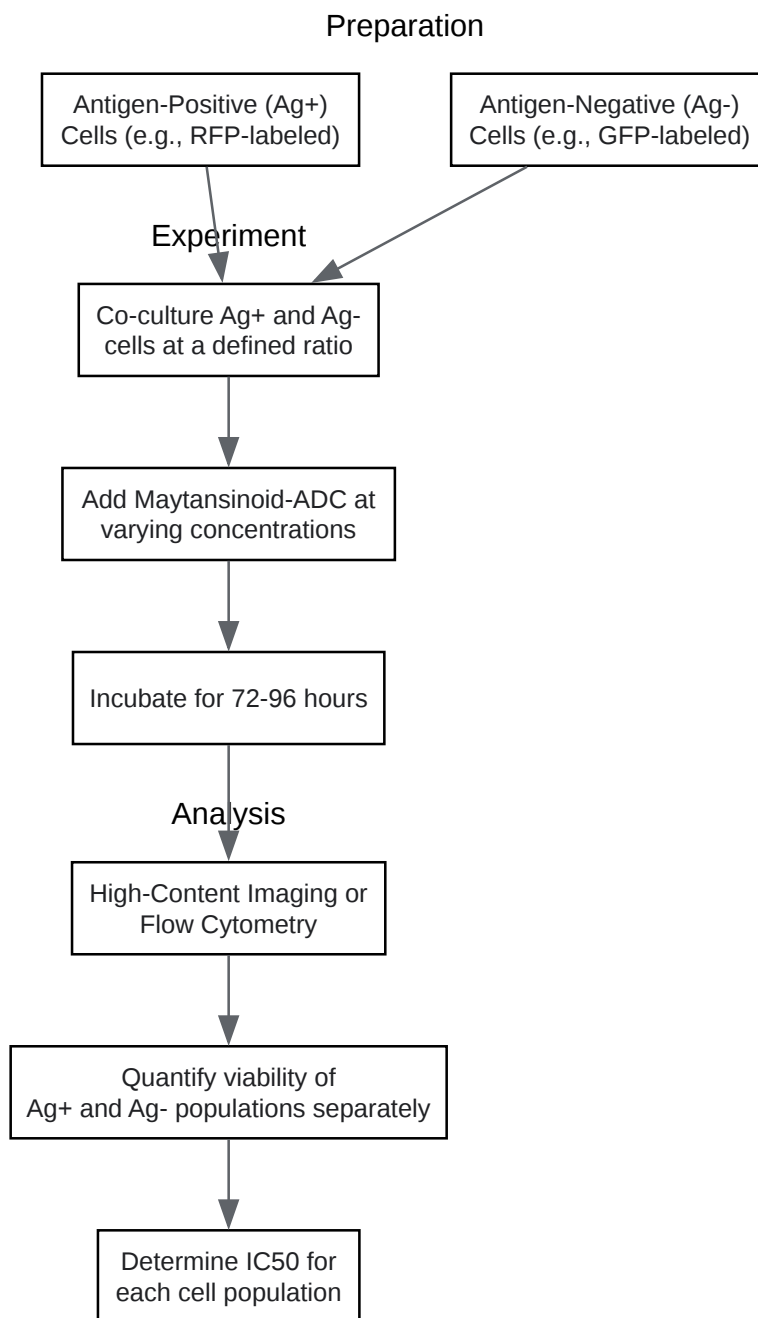 Preparation
Antigen-Positive (Ag+)
Cells (e.g., RFP-labeled)
Antigen-Negative (Ag-)
Cells (e.g., GFP-labeled)
Experiment
Co-culture Ag+ and Ag-
cells at a defined ratio
Add Maytansinoid-ADC at
varying concentrations
Incubate for 72-96 hours
Analysis
High-Content Imaging or
Flow Cytometry
Quantify viability of
Ag+ and Ag- populations separately
Determine IC50 for
each cell population